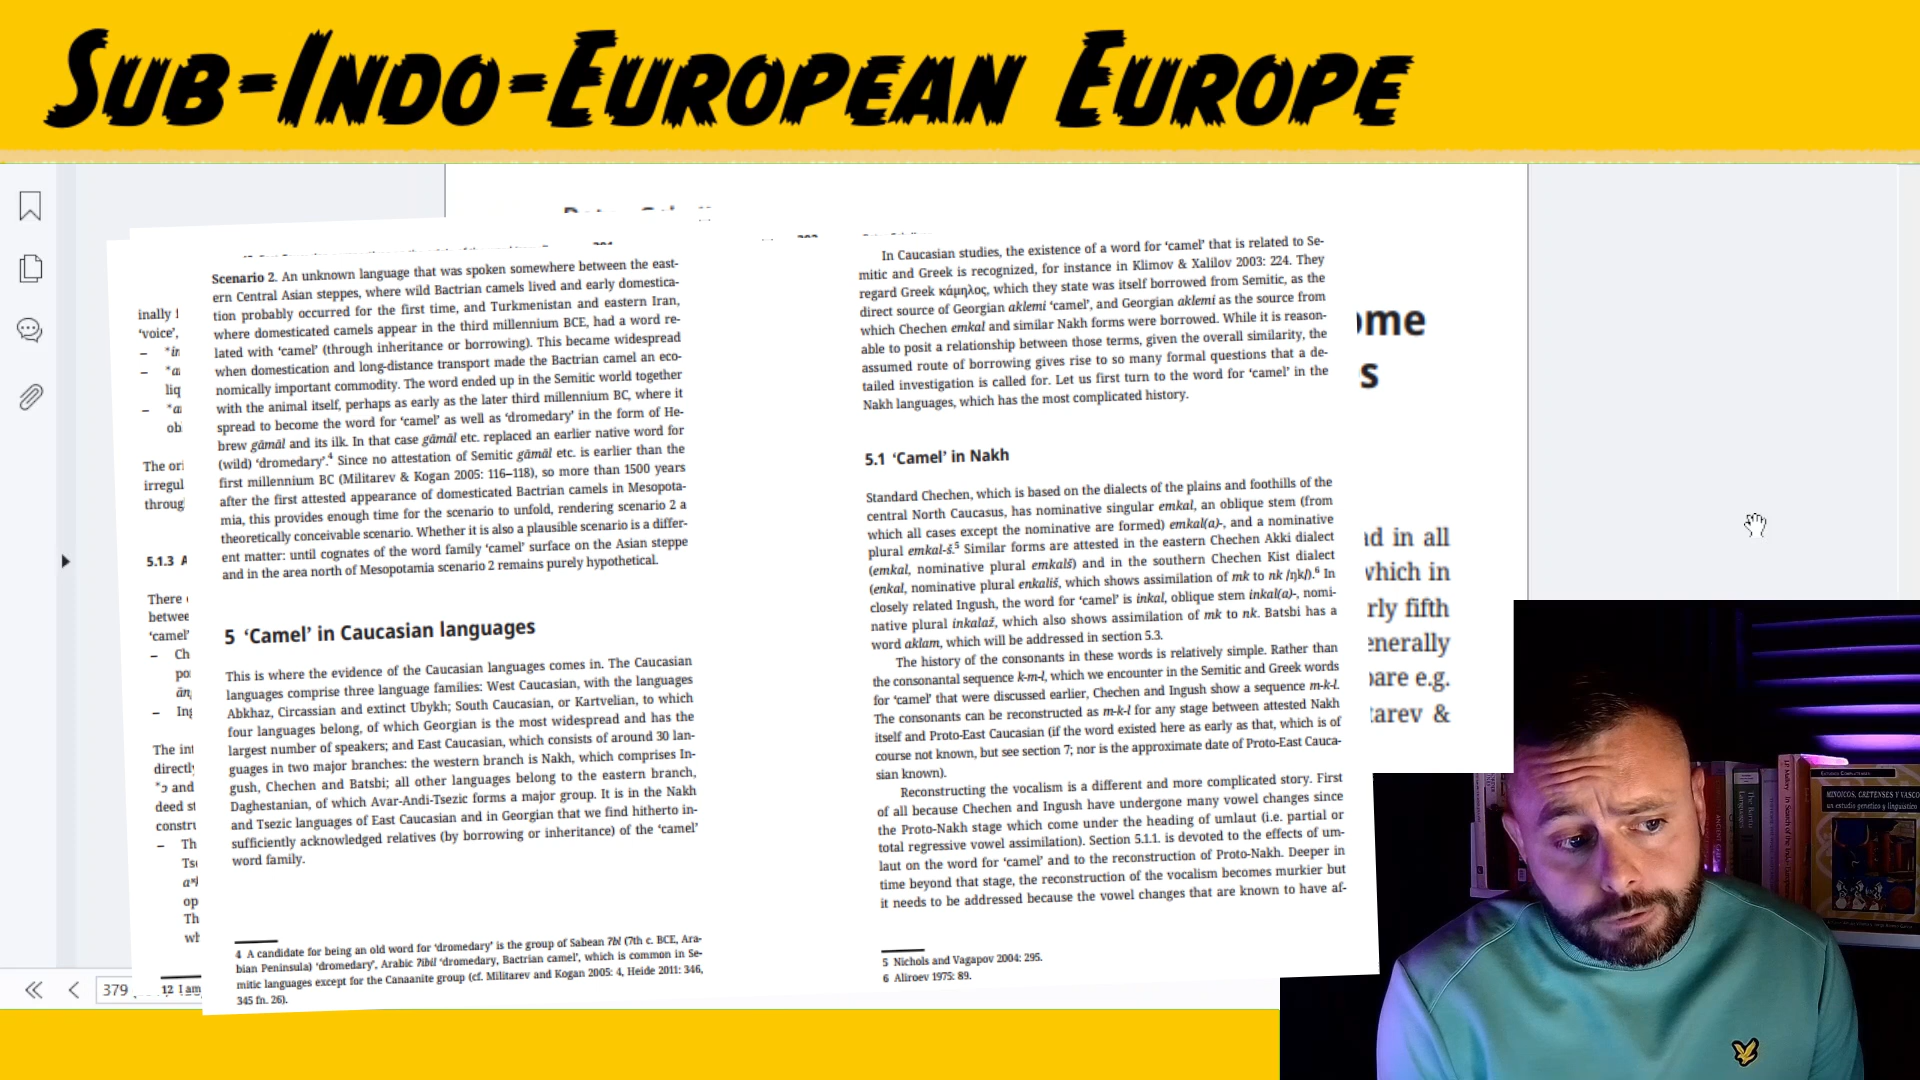 SUB-INDO-EUROPEAN EUROPE
Scenario 2. An unknown language that was spoken somewhere between the east-
ern Central Asian steppes, where wild Bactrian camels lived and early domestica-
tion probably occurred for the first time, and Turkmenistan and eastern Iran,
where domesticated camels appear in the third millennium BCE, had a word re-
lated with ‘camel’ (through inheritance or borrowing). This became widespread
when domestication and long-distance transport made the Bactrian camel an eco-
nomically important commodity. The word ended up in the Semitic world together
with the animal itself, perhaps as early as the later third millennium BC, where it
spread to become the word for ‘camel’ as well as ‘dromedary’ in the form of He-
brew gāmāl and its ilk. In that case gāmāl etc. replaced an earlier native word for
(wild) ‘dromedary’.4 Since no attestation of Semitic gāmāl etc. is earlier than the
first millennium BC (Militarev & Kogan 2005: 116–118), so more than 1500 years
after the first attested appearance of domesticated Bactrian camels in Mesopota-
mia, this provides enough time for the scenario to unfold, rendering scenario 2 a
theoretically conceivable scenario. Whether it is also a plausible scenario is a differ-
ent matter: until cognates of the word family ‘camel’ surface on the Asian steppe
and in the area north of Mesopotamia scenario 2 remains purely hypothetical.
5 ‘Camel’ in Caucasian languages
This is where the evidence of the Caucasian languages comes in. The Caucasian
languages comprise three language families: West Caucasian, with the languages
Abkhaz, Circassian and extinct Ubykh; South Caucasian, or Kartvelian, to which
four languages belong, of which Georgian is the most widespread and has the
largest number of speakers; and East Caucasian, which consists of around 30 lan-
guages in two major branches: the western branch is Nakh, which comprises In-
gush, Chechen and Batsbi; all other languages belong to the eastern branch,
Daghestanian, of which Avar-Andi-Tsezic forms a major group. It is in the Nakh
and Tsezic languages of East Caucasian and in Georgian that we find hitherto in-
sufficiently acknowledged relatives (by borrowing or inheritance) of the ‘camel’
word family.
4 A candidate for being an old word for ‘dromedary’ is the group of Sabean ʔbl (7th c. BCE, Ara-
bian Peninsula) ‘dromedary’, Arabic ʔibil ‘dromedary, Bactrian camel’, which is common in Se-
mitic languages except for the Canaanite group (cf. Militarev and Kogan 2005: 4, Heide 2011: 346,
345 fn. 26).
In Caucasian studies, the existence of a word for ‘camel’ that is related to Se-
mitic and Greek is recognized, for instance in Klimov & Xalilov 2003: 224. They
regard Greek κάμηλος, which they state was itself borrowed from Semitic, as the
direct source of Georgian aklemi ‘camel’, and Georgian aklemi as the source from
which Chechen emkal and similar Nakh forms were borrowed. While it is reason-
able to posit a relationship between those terms, given the overall similarity, the
assumed route of borrowing gives rise to so many formal questions that a de-
tailed investigation is called for. Let us first turn to the word for ‘camel’ in the
Nakh languages, which has the most complicated history.
5.1 ‘Camel’ in Nakh
Standard Chechen, which is based on the dialects of the plains and foothills of the
central North Caucasus, has nominative singular emkal, an oblique stem (from
which all cases except the nominative are formed) emkal(a)-, and a nominative
plural emkal-š.5 Similar forms are attested in the eastern Chechen Akki dialect
(emkal, nominative plural emkalš) and in the southern Chechen Kist dialect
(enkal, nominative plural enkališ, which shows assimilation of mk to nk /ŋk/).6 In
closely related Ingush, the word for ‘camel’ is inkal, oblique stem inkal(a)-, nomi-
native plural inkalaž, which also shows assimilation of mk to nk. Batsbi has a
word aklam, which will be addressed in section 5.3.
The history of the consonants in these words is relatively simple. Rather than
the consonantal sequence k-m-l, which we encounter in the Semitic and Greek words
for ‘camel’ that were discussed earlier, Chechen and Ingush show a sequence m-k-l.
The consonants can be reconstructed as m-k-l for any stage between attested Nakh
itself and Proto-East Caucasian (if the word existed here as early as that, which is of
course not known, but see section 7; nor is the approximate date of Proto-East Cauca-
sian known).
Reconstructing the vocalism is a different and more complicated story. First
of all because Chechen and Ingush have undergone many vowel changes since
the Proto-Nakh stage which come under the heading of umlaut (i.e. partial or
total regressive vowel assimilation). Section 5.1.1. is devoted to the effects of um-
laut on the word for ‘camel’ and to the reconstruction of Proto-Nakh. Deeper in
time beyond that stage, the reconstruction of the vocalism becomes murkier but
it needs to be addressed because the vowel changes that are known to have af-
5 Nichols and Vagapov 2004: 295.
6 Aliroev 1975: 89.
inally
‘voice’,
The
5.1.3
There
‘camel’
The
12 I am
379
in all
which in
fifth
generally
e.g.
&
MINOICOS, CRETENSES Y VASCO
un estudio genético y lingüístico